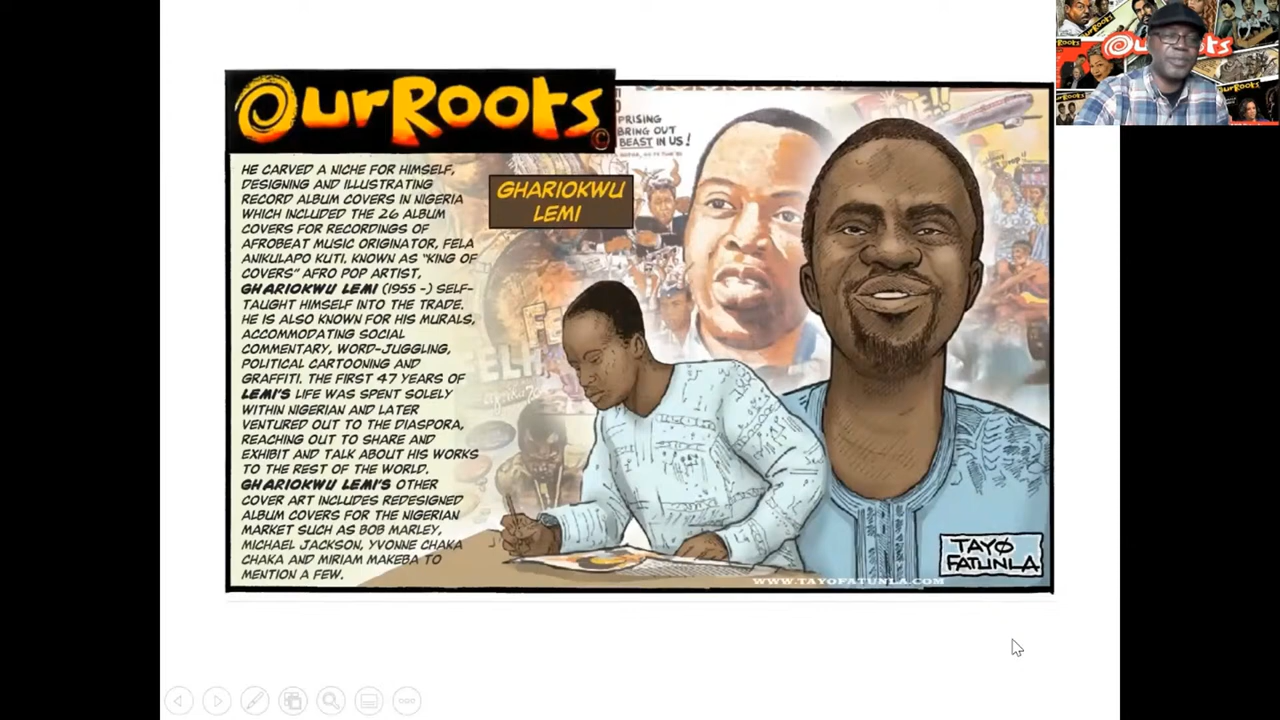 OurRoots
©
HE CARVED A NICHE FOR HIMSELF,
DESIGNING AND ILLUSTRATING
RECORD ALBUM COVERS IN NIGERIA
WHICH INCLUDED THE 26 ALBUM
COVERS FOR RECORDINGS OF
AFROBEAT MUSIC ORIGINATOR, FELA
ANIKULAPO KUTI. KNOWN AS "KING OF
COVERS" AFRO POP ARTIST,
GHARIOKWU LEMI (1955 -) SELF-
TAUGHT HIMSELF INTO THE TRADE.
HE IS ALSO KNOWN FOR HIS MURALS,
ACCOMMODATING SOCIAL
COMMENTARY, WORD-JUGGLING,
POLITICAL CARTOONING AND
GRAFFITI. THE FIRST 47 YEARS OF
LEMI'S LIFE WAS SPENT SOLELY
WITHIN NIGERIAN AND LATER
VENTURED OUT TO THE DIASPORA,
REACHING OUT TO SHARE AND
EXHIBIT AND TALK ABOUT HIS WORKS
TO THE REST OF THE WORLD.
GHARIOKWU LEMI'S OTHER
COVER ART INCLUDES REDESIGNED
ALBUM COVERS FOR THE NIGERIAN
MARKET SUCH AS BOB MARLEY,
MICHAEL JACKSON, YVONNE CHAKA
CHAKA AND MIRIAM MAKEBA TO
MENTION A FEW.
GHARIOKWU
LEMI
PRISING
BRING OUT
BEAST IN US!
TAYO
FATUNLA
WWW.TAYOFATUNLA.COM